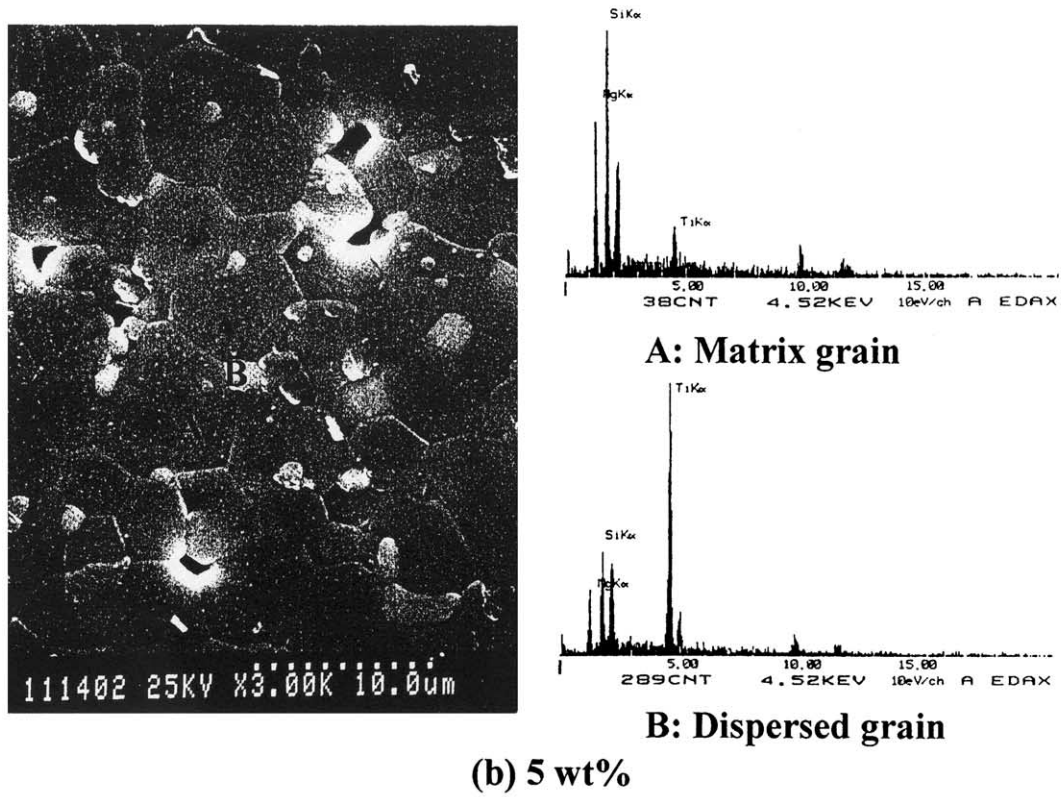 B
111402 25KV X3.00K 10.0um
SiKα
MgKα
TiKα
5.00 10.00 15.00
38CNT 4.52KEV 10eV/ch A EDAX
A: Matrix grain
TiKα
SiKα
MgKα
5.00 10.00 15.00
289CNT 4.52KEV 10eV/ch A EDAX
B: Dispersed grain
(b) 5 wt%